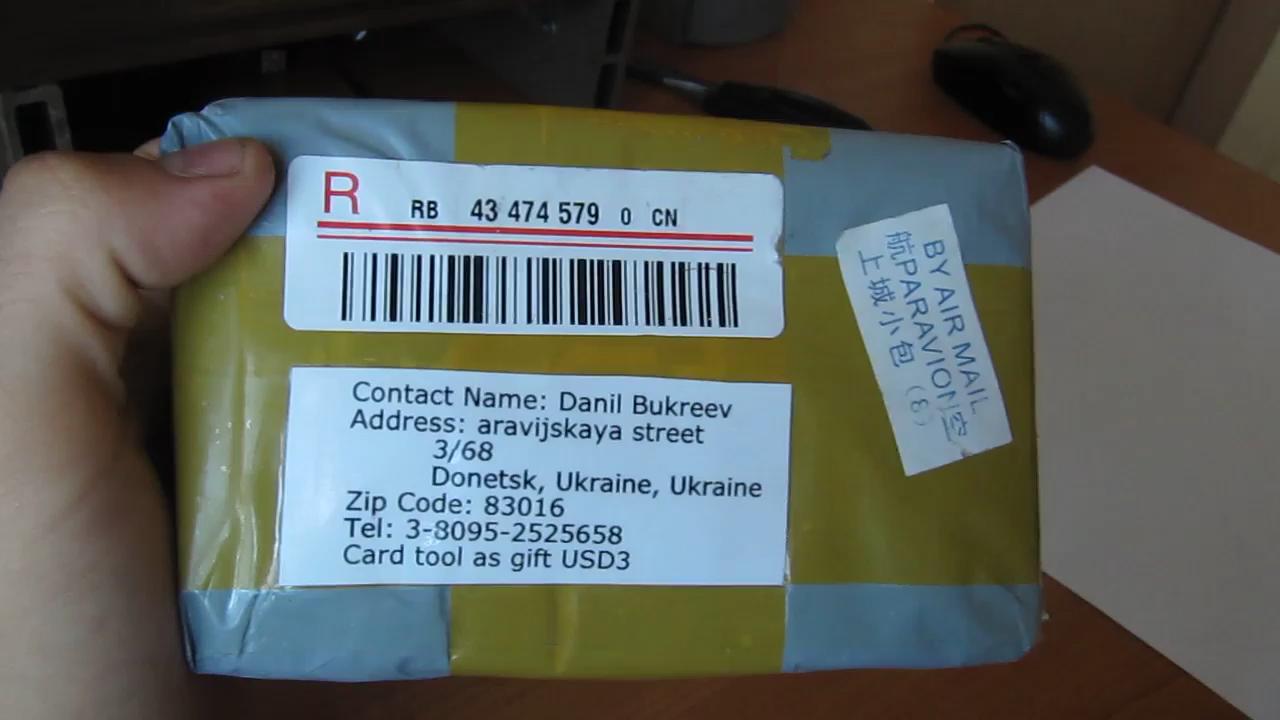 R
RB 43 474 579 0 CN
Contact Name: Danil Bukreev
Address: aravijskaya street
3/68
Donetsk, Ukraine, Ukraine
Zip Code: 83016
Tel: 3-8095-2525658
Card tool as gift USD3
BY AIR MAIL
航PARAVION空
上城小包 (8)